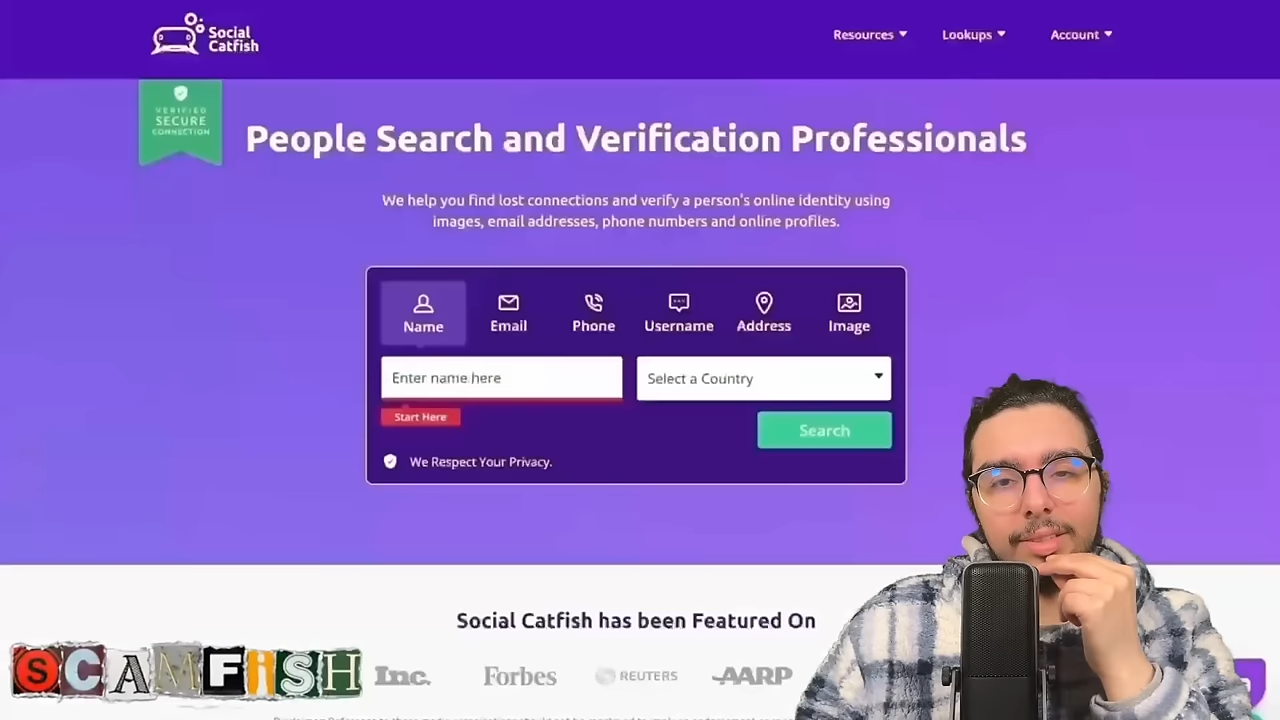 Social
Catfish
Resources
Lookups
Account
VERIFIED
SECURE
CONNECTION
People Search and Verification Professionals
We help you find lost connections and verify a person's online identity using
images, email addresses, phone numbers and online profiles.
Name
Email
Phone
Username
Address
Image
Enter name here
Select a Country
Start Here
Search
We Respect Your Privacy.
Social Catfish has been Featured On
SCAMFISH
Inc.
Forbes
REUTERS
AARP